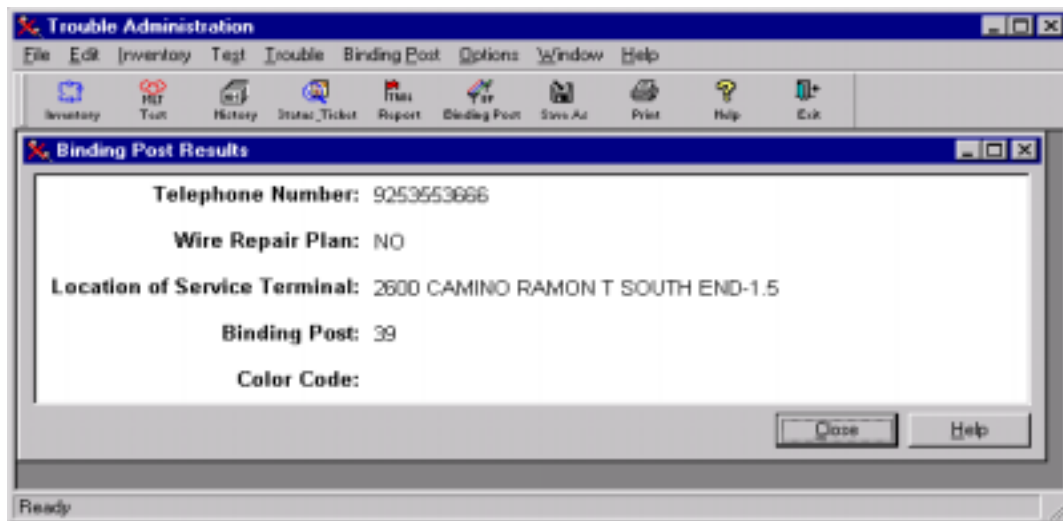 Trouble Administration
File Edit Inventory Test Trouble Binding Post Options Window Help
MLT
Inventory Test History Status_Ticket Report Binding Post Save As Print Help Exit
Binding Post Results
Telephone Number: 9253553666
Wire Repair Plan: NO
Location of Service Terminal: 2600 CAMINO RAMON T SOUTH END-1.5
Binding Post: 39
Color Code:
Close Help
Ready